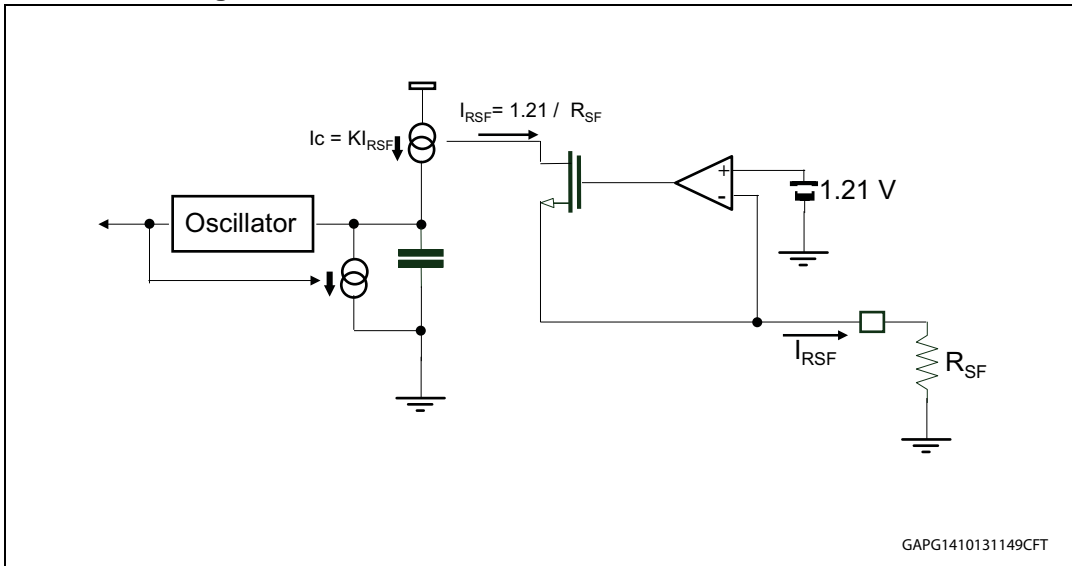 I_RSF= 1.21 / R_SF
Ic = KI_RSF
+
-
1.21 V
Oscillator
I_RSF
R_SF
GAPG1410131149CFT